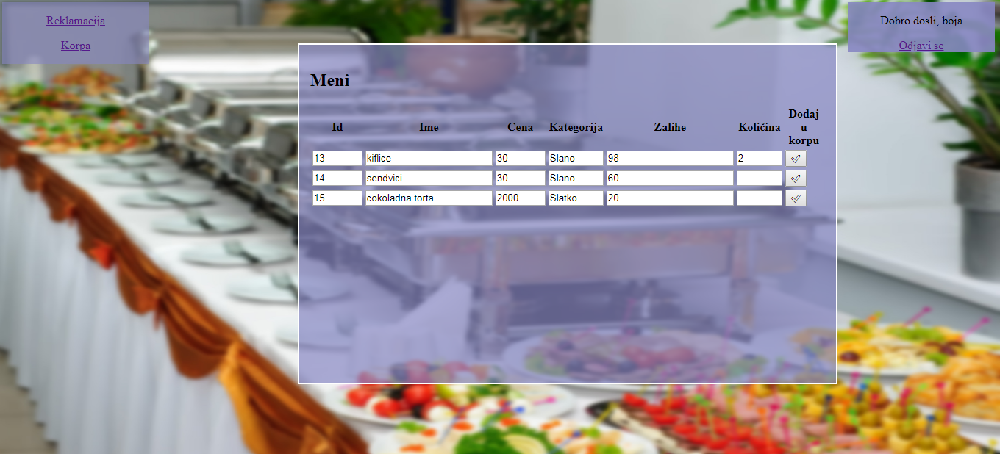 Reklamacija
Korpa
Dobro dosli, boja
Odjavi se
Meni
Id Ime Cena Kategorija Zalihe Količina Dodaj u korpu
13 kiflice 30 Slano 98 2
14 sendvici 30 Slano 60
15 cokoladna torta 2000 Slatko 20